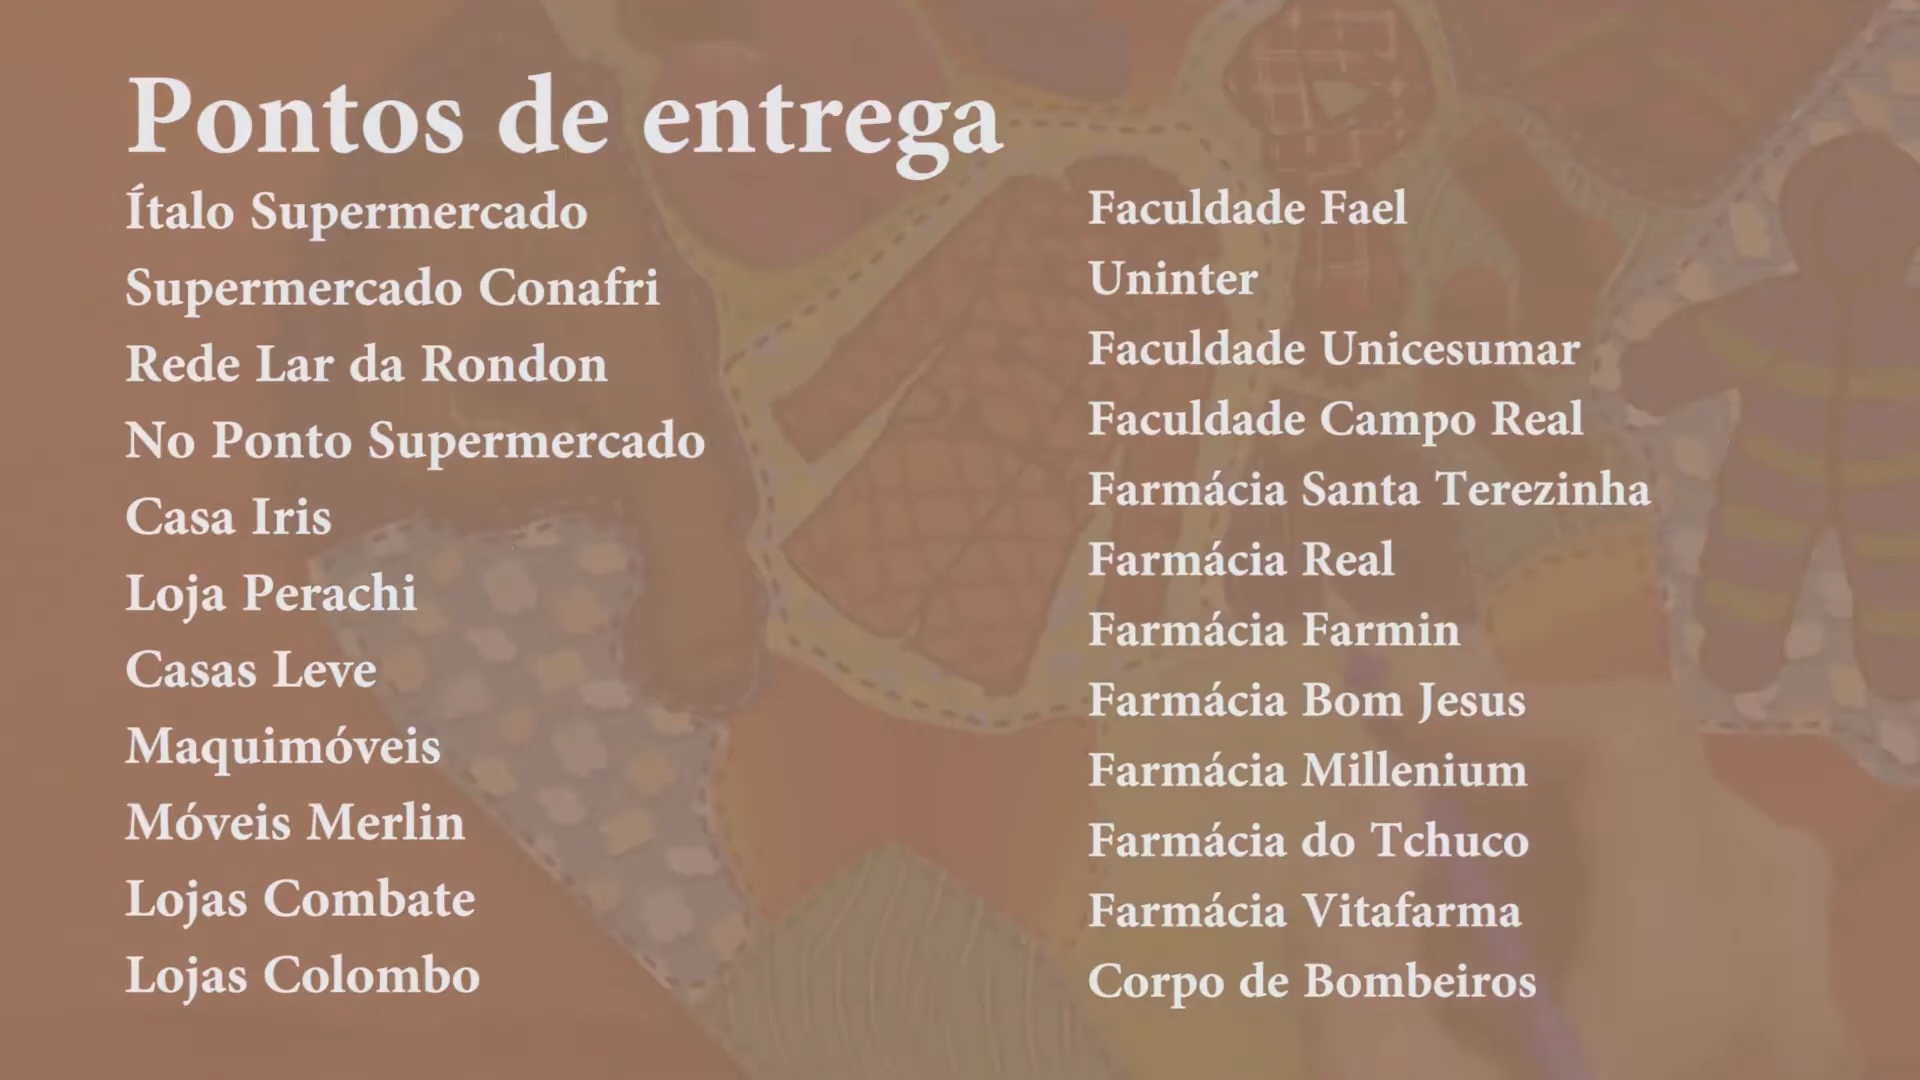 Pontos de entrega
Ítalo Supermercado
Supermercado Conafri
Rede Lar da Rondon
No Ponto Supermercado
Casa Iris
Loja Perachi
Casas Leve
Maquimóveis
Móveis Merlin
Lojas Combate
Lojas Colombo
Faculdade Fael
Uninter
Faculdade Unicesumar
Faculdade Campo Real
Farmácia Santa Terezinha
Farmácia Real
Farmácia Farmin
Farmácia Bom Jesus
Farmácia Millenium
Farmácia do Tchuco
Farmácia Vitafarma
Corpo de Bombeiros